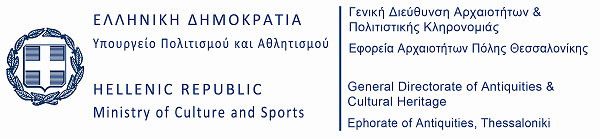 ΕΛΛΗΝΙΚΗ ΔΗΜΟΚΡΑΤΙΑ
Υπουργείο Πολιτισμού και Αθλητισμού
HELLENIC REPUBLIC
Ministry of Culture and Sports
Γενική Διεύθυνση Αρχαιοτήτων &
Πολιτιστικής Κληρονομιάς
Εφορεία Αρχαιοτήτων Πόλης Θεσσαλονίκης
General Directorate of Antiquities &
Cultural Heritage
Ephorate of Antiquities, Thessaloniki